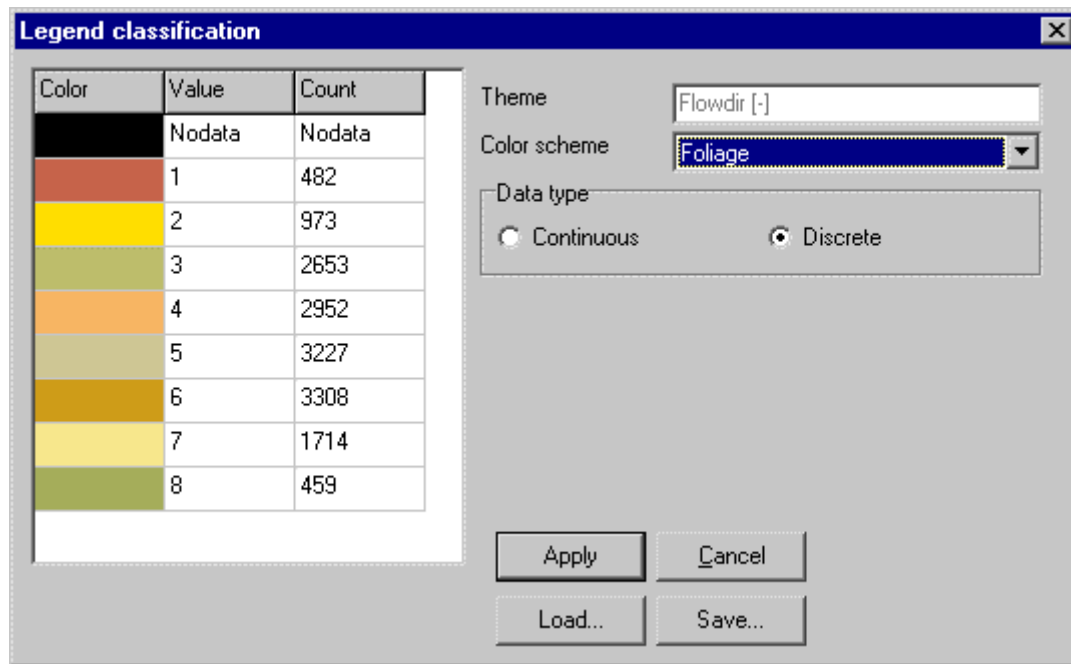 Legend classification
Color Value Count
Nodata Nodata
1 482
2 973
3 2653
4 2952
5 3227
6 3308
7 1714
8 459
Theme Flowdir [-]
Color scheme Foliage
Data type
Continuous Discrete
Apply Cancel
Load... Save...